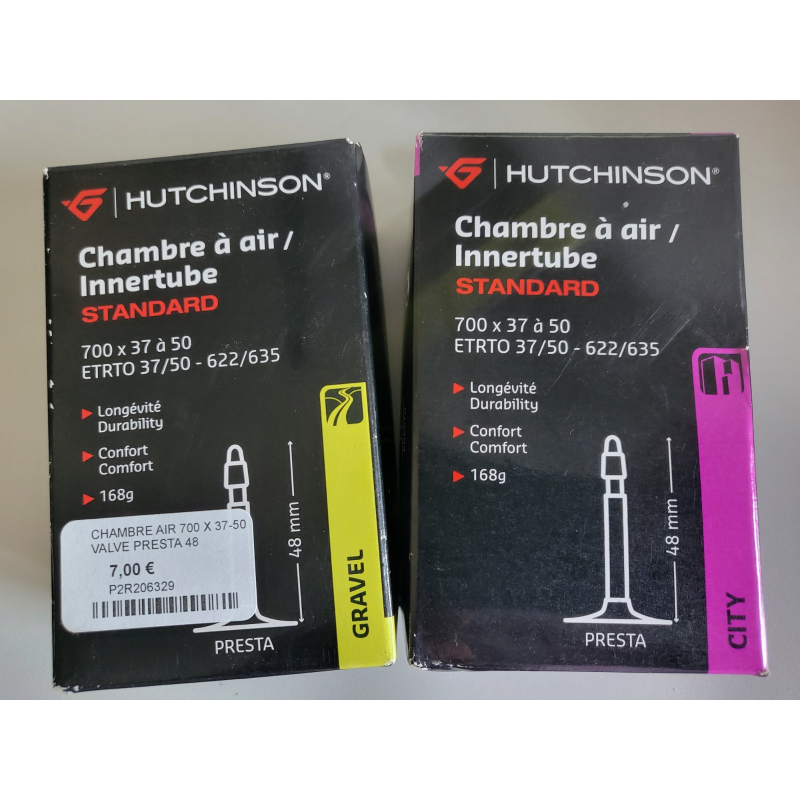 HUTCHINSON®
Chambre à air /
Innertube
STANDARD
700 x 37 à 50
ETRTO 37/50 - 622/635
Longévité
Durability
Confort
Comfort
168g
CHAMBRE AIR 700 X 37-50
VALVE PRESTA 48
7,00 €
P2R206329
48 mm
PRESTA
GRAVEL
HUTCHINSON®
Chambre à air /
Innertube
STANDARD
700 x 37 à 50
ETRTO 37/50 - 622/635
Longévité
Durability
Confort
Comfort
168g
48 mm
PRESTA
CITY